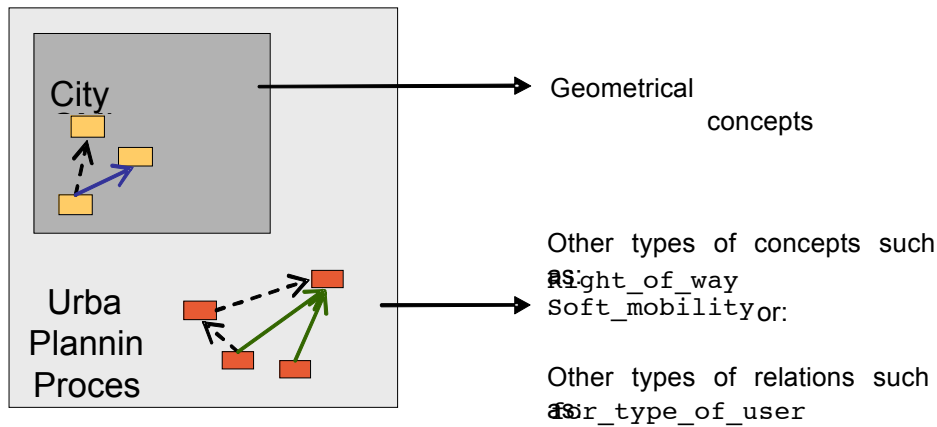 City
Geometrical
concepts
Other types of concepts such
as:
Right_of_way
Soft_mobility or:
Urba
Plannin
Proces
Other types of relations such
as:
for_type_of_user